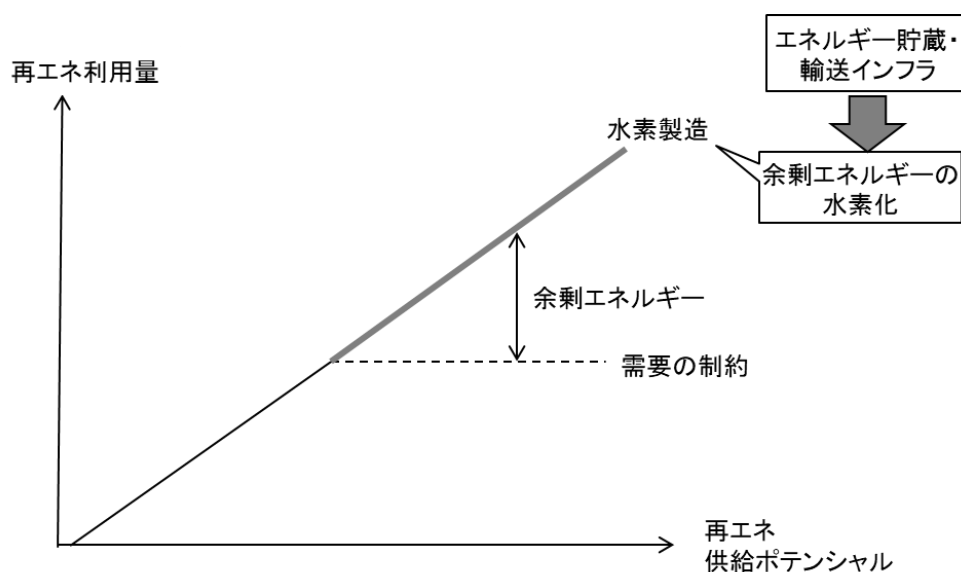 エネルギー貯蔵・
輸送インフラ
再エネ利用量
水素製造
余剰エネルギーの
水素化
余剰エネルギー
需要の制約
再エネ
供給ポテンシャル